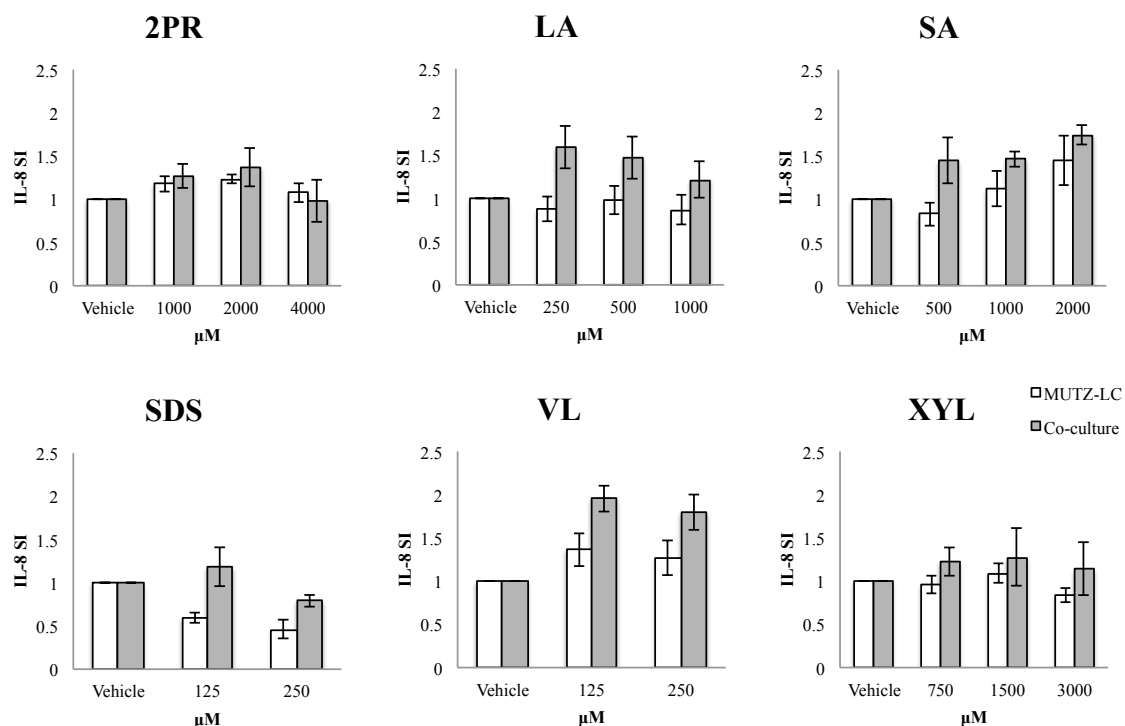 2PR
2.5
2
1.5
1
0.5
0
IL-8 SI
Vehicle 1000 2000 4000
µM
LA
2.5
2
1.5
1
0.5
0
IL-8 SI
Vehicle 250 500 1000
µM
SA
2.5
2
1.5
1
0.5
0
IL-8 SI
Vehicle 500 1000 2000
µM
SDS
2.5
2
1.5
1
0.5
0
IL-8 SI
Vehicle 125 250
µM
VL
2.5
2
1.5
1
0.5
0
IL-8 SI
Vehicle 125 250
µM
XYL
MUTZ-LC
Co-culture
2.5
2
1.5
1
0.5
0
IL-8 SI
Vehicle 750 1500 3000
µM